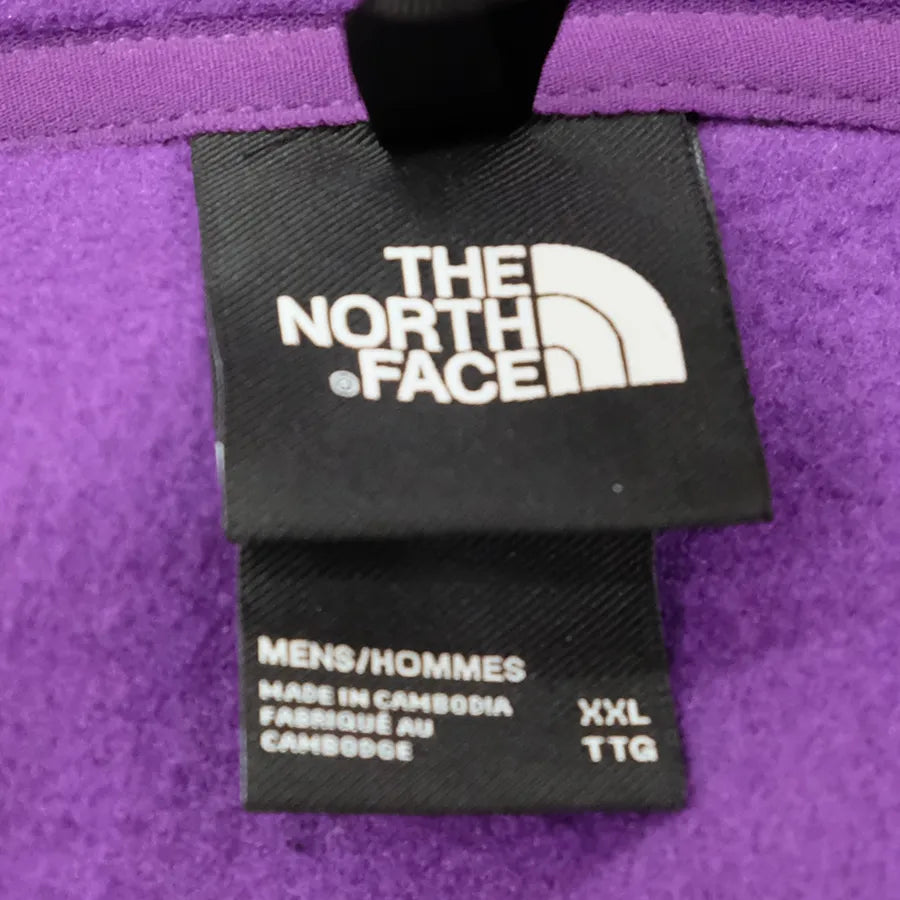 THE
NORTH
®FACE
MENS/HOMMES
MADE IN CAMBODIA
FABRIQUÉ AU
CAMBODGE
XXL
TTG